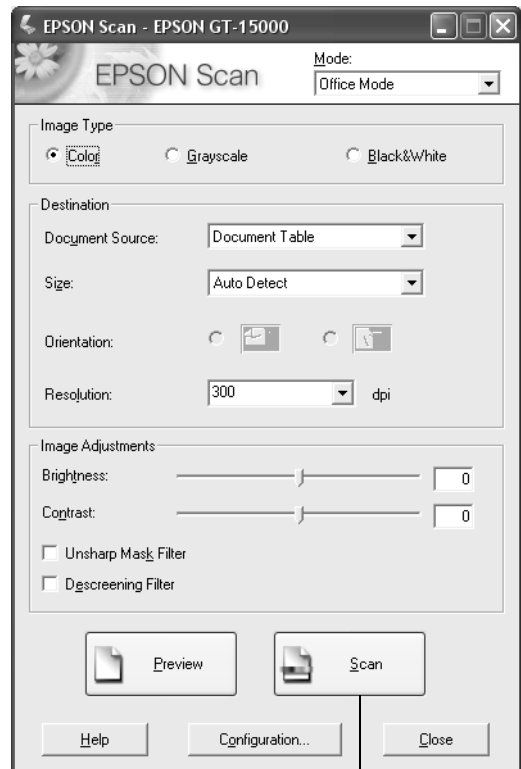 EPSON Scan - EPSON GT-15000
EPSON Scan
Mode:
Office Mode
Image Type
Color Grayscale Black&White
Destination
Document Source: Document Table
Size: Auto Detect
Orientation:
Resolution: 300 dpi
Image Adjustments
Brightness: 0
Contrast: 0
Unsharp Mask Filter
Descreening Filter
Preview Scan
Help Configuration... Close